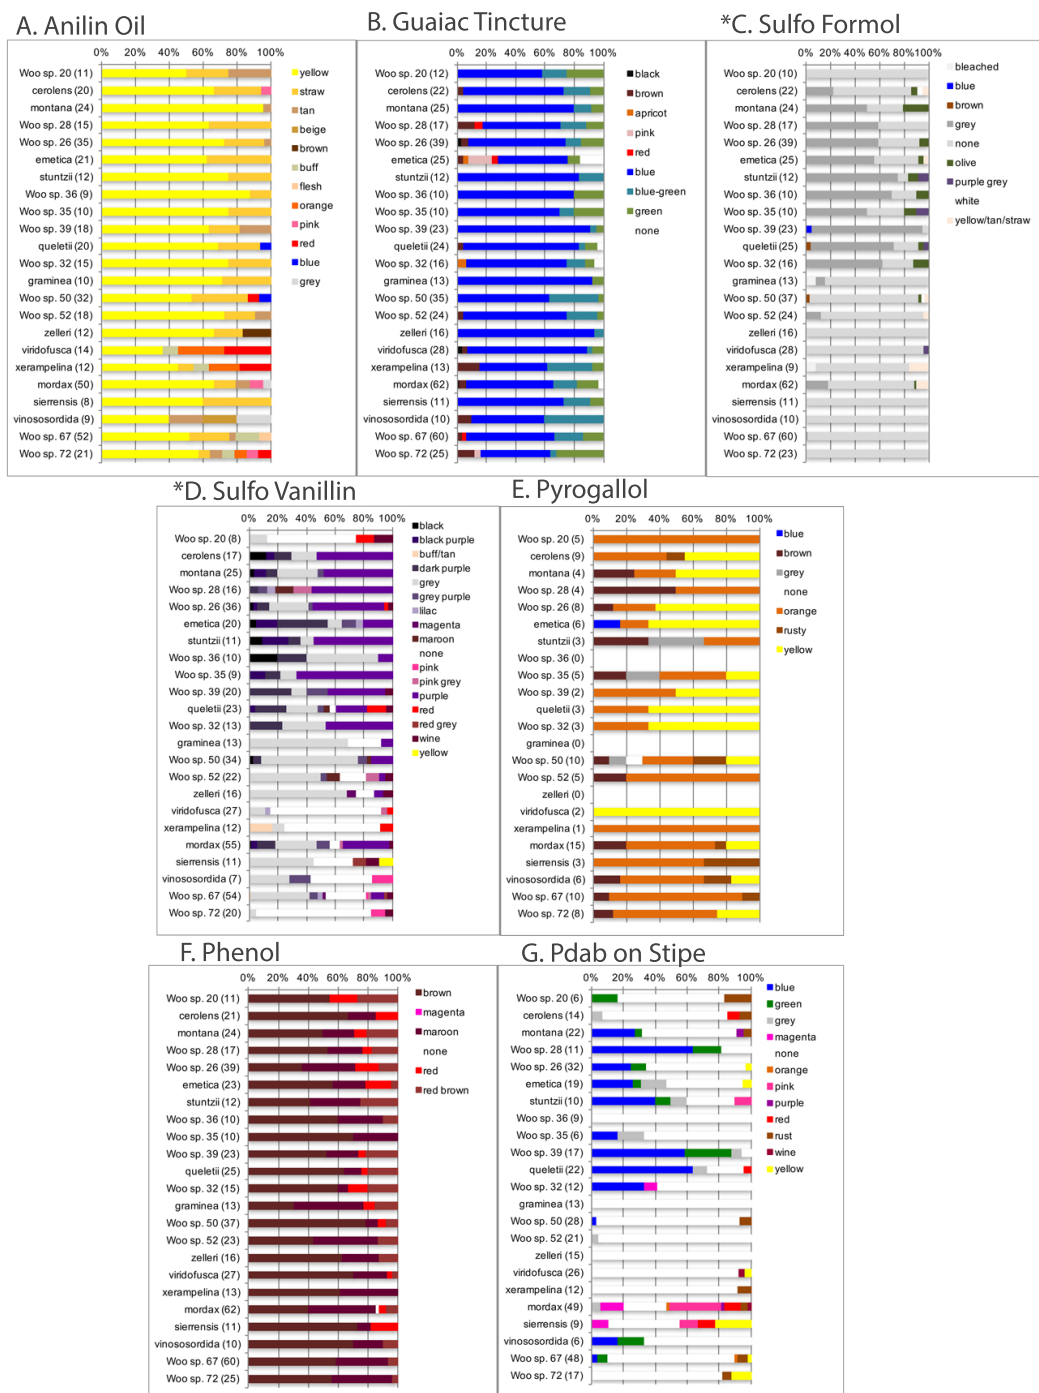 A. Anilin Oil
0% 20% 40% 60% 80% 100%
Woo sp. 20 (11)
cerolens (20)
montana (24)
Woo sp. 28 (15)
Woo sp. 26 (35)
emetica (21)
stuntzii (12)
Woo sp. 36 (9)
Woo sp. 35 (10)
Woo sp. 39 (18)
queletii (20)
Woo sp. 32 (15)
graminea (10)
Woo sp. 50 (32)
Woo sp. 52 (18)
zelleri (12)
viridofusca (14)
xerampelina (12)
mordax (50)
sierrensis (8)
vinososordida (9)
Woo sp. 67 (52)
Woo sp. 72 (21)
yellow
straw
tan
beige
brown
buff
flesh
orange
pink
red
blue
grey
B. Guaiac Tincture
0% 20% 40% 60% 80% 100%
Woo sp. 20 (12)
cerolens (22)
montana (25)
Woo sp. 28 (17)
Woo sp. 26 (39)
emetica (25)
stuntzii (12)
Woo sp. 36 (10)
Woo sp. 35 (10)
Woo sp. 39 (23)
queletii (24)
Woo sp. 32 (16)
graminea (13)
Woo sp. 50 (35)
Woo sp. 52 (24)
zelleri (16)
viridofusca (28)
xerampelina (13)
mordax (62)
sierrensis (11)
vinososordida (10)
Woo sp. 67 (60)
Woo sp. 72 (25)
black
brown
apricot
pink
red
blue
blue-green
green
none
*C. Sulfo Formol
0% 20% 40% 60% 80% 100%
Woo sp. 20 (10)
cerolens (22)
montana (24)
Woo sp. 28 (17)
Woo sp. 26 (39)
emetica (25)
stuntzii (12)
Woo sp. 36 (10)
Woo sp. 35 (10)
Woo sp. 39 (23)
queletii (25)
Woo sp. 32 (16)
graminea (13)
Woo sp. 50 (37)
Woo sp. 52 (24)
zelleri (16)
viridofusca (28)
xerampelina (9)
mordax (62)
sierrensis (11)
vinososordida (10)
Woo sp. 67 (60)
Woo sp. 72 (23)
bleached
blue
brown
grey
none
olive
purple grey
white
yellow/tan/straw
*D. Sulfo Vanillin
0% 20% 40% 60% 80% 100%
Woo sp. 20 (8)
cerolens (17)
montana (25)
Woo sp. 28 (16)
Woo sp. 26 (36)
emetica (20)
stuntzii (11)
Woo sp. 36 (10)
Woo sp. 35 (9)
Woo sp. 39 (20)
queletii (23)
Woo sp. 32 (13)
graminea (13)
Woo sp. 50 (34)
Woo sp. 52 (22)
zelleri (16)
viridofusca (27)
xerampelina (12)
mordax (55)
sierrensis (11)
vinososordida (7)
Woo sp. 67 (54)
Woo sp. 72 (20)
black
black purple
buff/tan
dark purple
grey
grey purple
lilac
magenta
maroon
none
pink
pink grey
purple
red
red grey
wine
yellow
E. Pyrogallol
0% 20% 40% 60% 80% 100%
Woo sp. 20 (5)
cerolens (9)
montana (4)
Woo sp. 28 (4)
Woo sp. 26 (8)
emetica (6)
stuntzii (3)
Woo sp. 36 (0)
Woo sp. 35 (5)
Woo sp. 39 (2)
queletii (3)
Woo sp. 32 (3)
graminea (0)
Woo sp. 50 (10)
Woo sp. 52 (5)
zelleri (0)
viridofusca (2)
xerampelina (1)
mordax (15)
sierrensis (3)
vinososordida (6)
Woo sp. 67 (10)
Woo sp. 72 (8)
blue
brown
grey
none
orange
rusty
yellow
F. Phenol
0% 20% 40% 60% 80% 100%
Woo sp. 20 (11)
cerolens (21)
montana (24)
Woo sp. 28 (17)
Woo sp. 26 (39)
emetica (23)
stuntzii (12)
Woo sp. 36 (10)
Woo sp. 35 (10)
Woo sp. 39 (23)
queletii (25)
Woo sp. 32 (15)
graminea (13)
Woo sp. 50 (37)
Woo sp. 52 (23)
zelleri (16)
viridofusca (27)
xerampelina (13)
mordax (62)
sierrensis (11)
vinososordida (10)
Woo sp. 67 (60)
Woo sp. 72 (25)
brown
magenta
maroon
none
red
red brown
G. Pdab on Stipe
0% 20% 40% 60% 80% 100%
Woo sp. 20 (6)
cerolens (14)
montana (22)
Woo sp. 28 (11)
Woo sp. 26 (32)
emetica (19)
stuntzii (10)
Woo sp. 36 (9)
Woo sp. 35 (6)
Woo sp. 39 (17)
queletii (22)
Woo sp. 32 (12)
graminea (13)
Woo sp. 50 (28)
Woo sp. 52 (21)
zelleri (15)
viridofusca (26)
xerampelina (12)
mordax (49)
sierrensis (9)
vinososordida (6)
Woo sp. 67 (48)
Woo sp. 72 (17)
blue
green
grey
magenta
none
orange
pink
purple
red
rust
wine
yellow